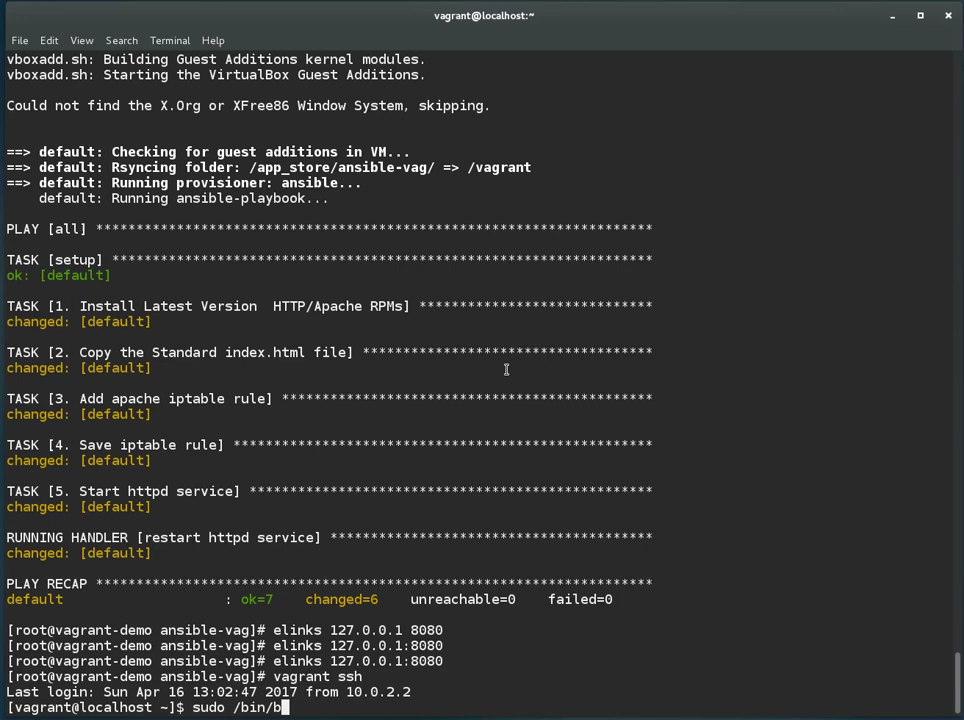 vagrant@localhost:~
File Edit View Search Terminal Help
vboxadd.sh: Building Guest Additions kernel modules.
vboxadd.sh: Starting the VirtualBox Guest Additions.
Could not find the X.Org or XFree86 Window System, skipping.
==> default: Checking for guest additions in VM...
==> default: Rsyncing folder: /app_store/ansible-vag/ => /vagrant
==> default: Running provisioner: ansible...
    default: Running ansible-playbook...
PLAY [all] *********************************************************************
TASK [setup] *******************************************************************
ok: [default]
TASK [1. Install Latest Version  HTTP/Apache RPMs] *****************************
changed: [default]
TASK [2. Copy the Standard index.html file] ************************************
changed: [default]
TASK [3. Add apache iptable rule] **********************************************
changed: [default]
TASK [4. Save iptable rule] ****************************************************
changed: [default]
TASK [5. Start httpd service] **************************************************
changed: [default]
RUNNING HANDLER [restart httpd service] ****************************************
changed: [default]
PLAY RECAP *********************************************************************
default                    : ok=7    changed=6    unreachable=0    failed=0
[root@vagrant-demo ansible-vag]# elinks 127.0.0.1 8080
[root@vagrant-demo ansible-vag]# elinks 127.0.0.1:8080
[root@vagrant-demo ansible-vag]# elinks 127.0.0.1:8080
[root@vagrant-demo ansible-vag]# vagrant ssh
Last login: Sun Apr 16 13:02:47 2017 from 10.0.2.2
[vagrant@localhost ~]$ sudo /bin/b